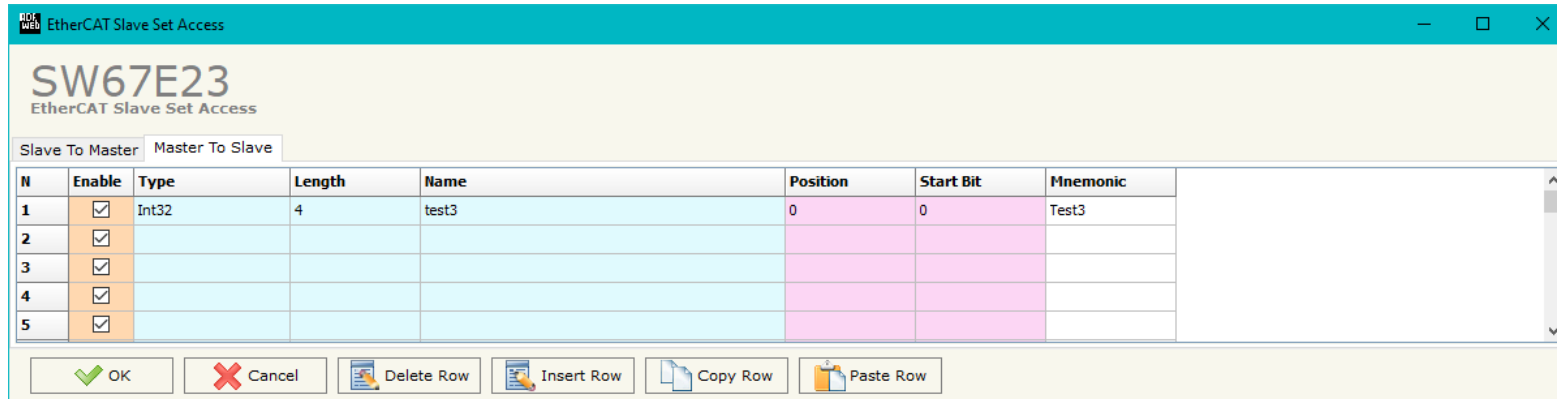 ADF WEB EtherCAT Slave Set Access
SW67E23
EtherCAT Slave Set Access
Slave To Master Master To Slave
N Enable Type Length Name Position Start Bit Mnemonic
1 Int32 4 test3 0 0 Test3
2
3
4
5
OK Cancel Delete Row Insert Row Copy Row Paste Row